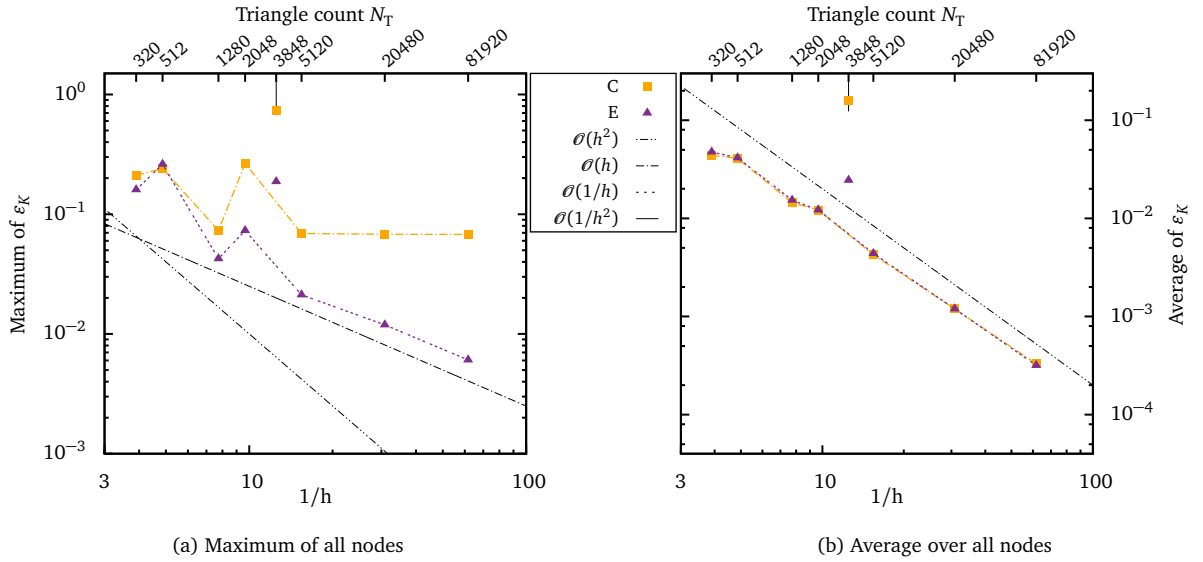 Triangle count N_T
320 512 1280 2048 3848 5120 20480 81920
10^0
10^−1
10^−2
10^−3
Maximum of ε_K
3 10 100
1/h
(a) Maximum of all nodes
C
E
𝒪(h^2)
𝒪(h)
𝒪(1/h)
𝒪(1/h^2)
Triangle count N_T
320 512 1280 2048 3848 5120 20480 81920
10^−1
10^−2
10^−3
10^−4
Average of ε_K
3 10 100
1/h
(b) Average over all nodes